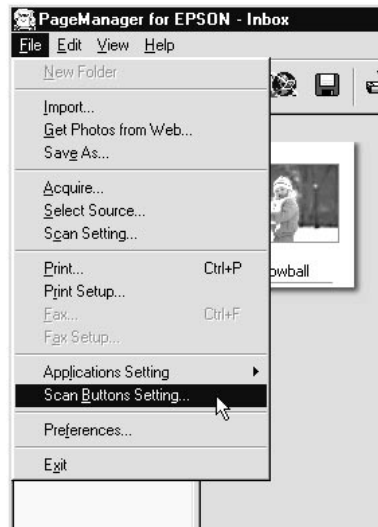 PageManager for EPSON - Inbox
File Edit View Help
New Folder
Import...
Get Photos from Web...
Save As...
Acquire...
Select Source...
Scan Setting...
Print... Ctrl+P
Print Setup...
Fax... Ctrl+F
Fax Setup...
Applications Setting
Scan Buttons Setting...
Preferences...
Exit
owball